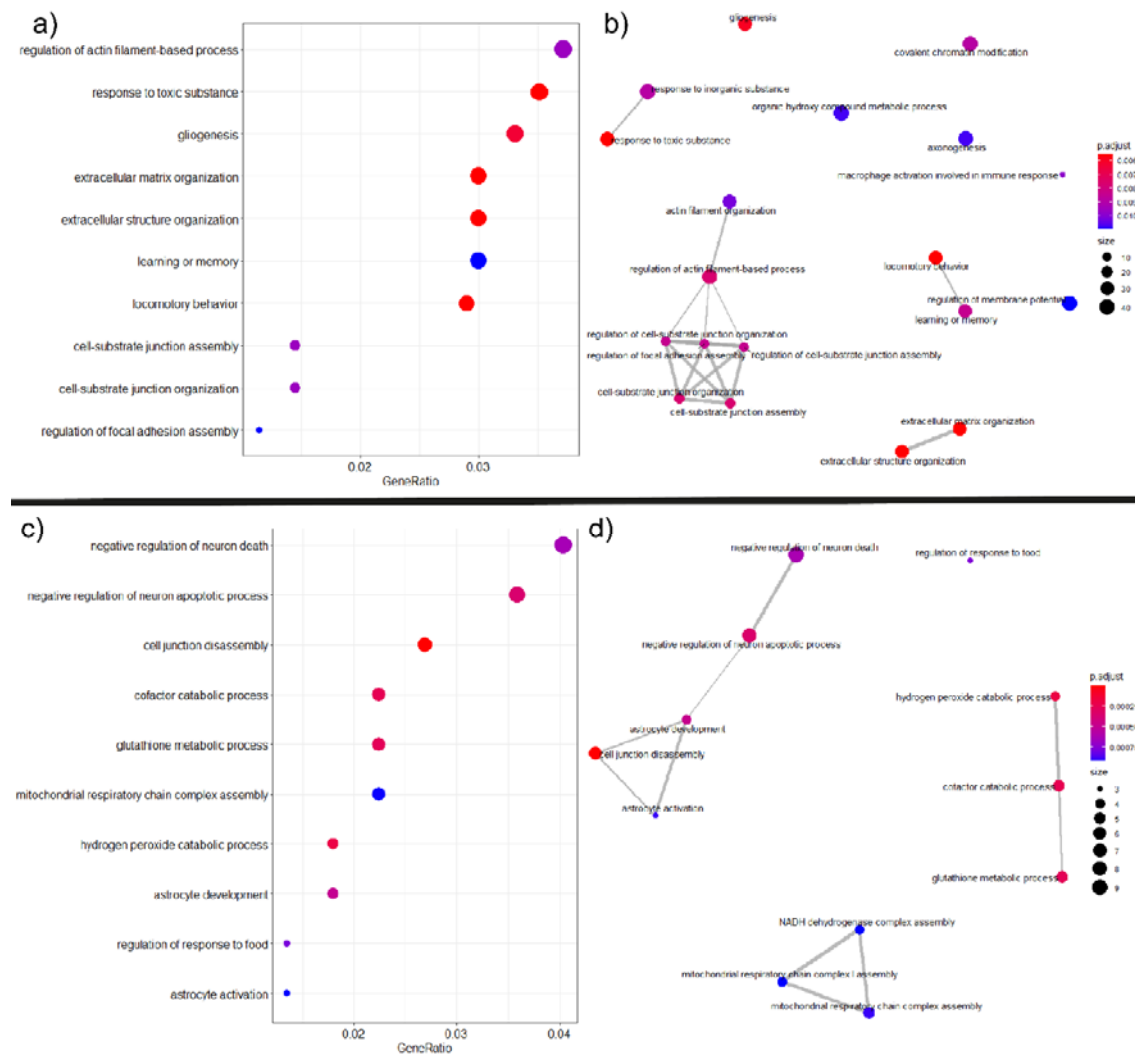 a)
regulation of actin filament-based process
response to toxic substance
gliogenesis
extracellular matrix organization
extracellular structure organization
learning or memory
locomotory behavior
cell-substrate junction assembly
cell-substrate junction organization
regulation of focal adhesion assembly
0.02 0.03
GeneRatio
b)
gliogenesis
covalent chromatin modification
response to inorganic substance
organic hydroxy compound metabolic process
response to toxic substance
axonogenesis
macrophage activation involved in immune response
actin filament organization
locomotory behavior
regulation of actin filament-based process
regulation of membrane potential
learning or memory
regulation of cell-substrate junction organization
regulation of focal adhesion assembly
regulation of cell-substrate junction assembly
cell-substrate junction organization
cell-substrate junction assembly
extracellular matrix organization
extracellular structure organization
p.adjust
size
10
20
30
40
c)
negative regulation of neuron death
negative regulation of neuron apoptotic process
cell junction disassembly
cofactor catabolic process
glutathione metabolic process
mitochondrial respiratory chain complex assembly
hydrogen peroxide catabolic process
astrocyte development
regulation of response to food
astrocyte activation
0.02 0.03 0.04
GeneRatio
d)
negative regulation of neuron death
regulation of response to food
negative regulation of neuron apoptotic process
hydrogen peroxide catabolic process
astrocyte development
cell junction disassembly
cofactor catabolic process
astrocyte activation
glutathione metabolic process
NADH dehydrogenase complex assembly
mitochondrial respiratory chain complex I assembly
mitochondrial respiratory chain complex assembly
p.adjust
size
3
4
5
6
7
8
9